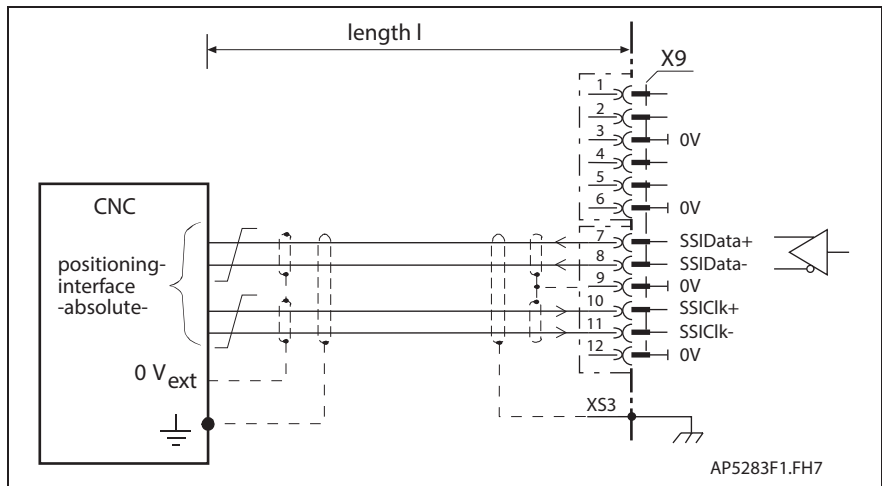 length l
X9
1
2
3 0V
4
5
6 0V
CNC
positioning-
interface
-absolute-
7 SSIData+
8 SSIData-
9 0V
10 SSIClk+
11 SSIClk-
12 0V
0 Vext
XS3
AP5283F1.FH7